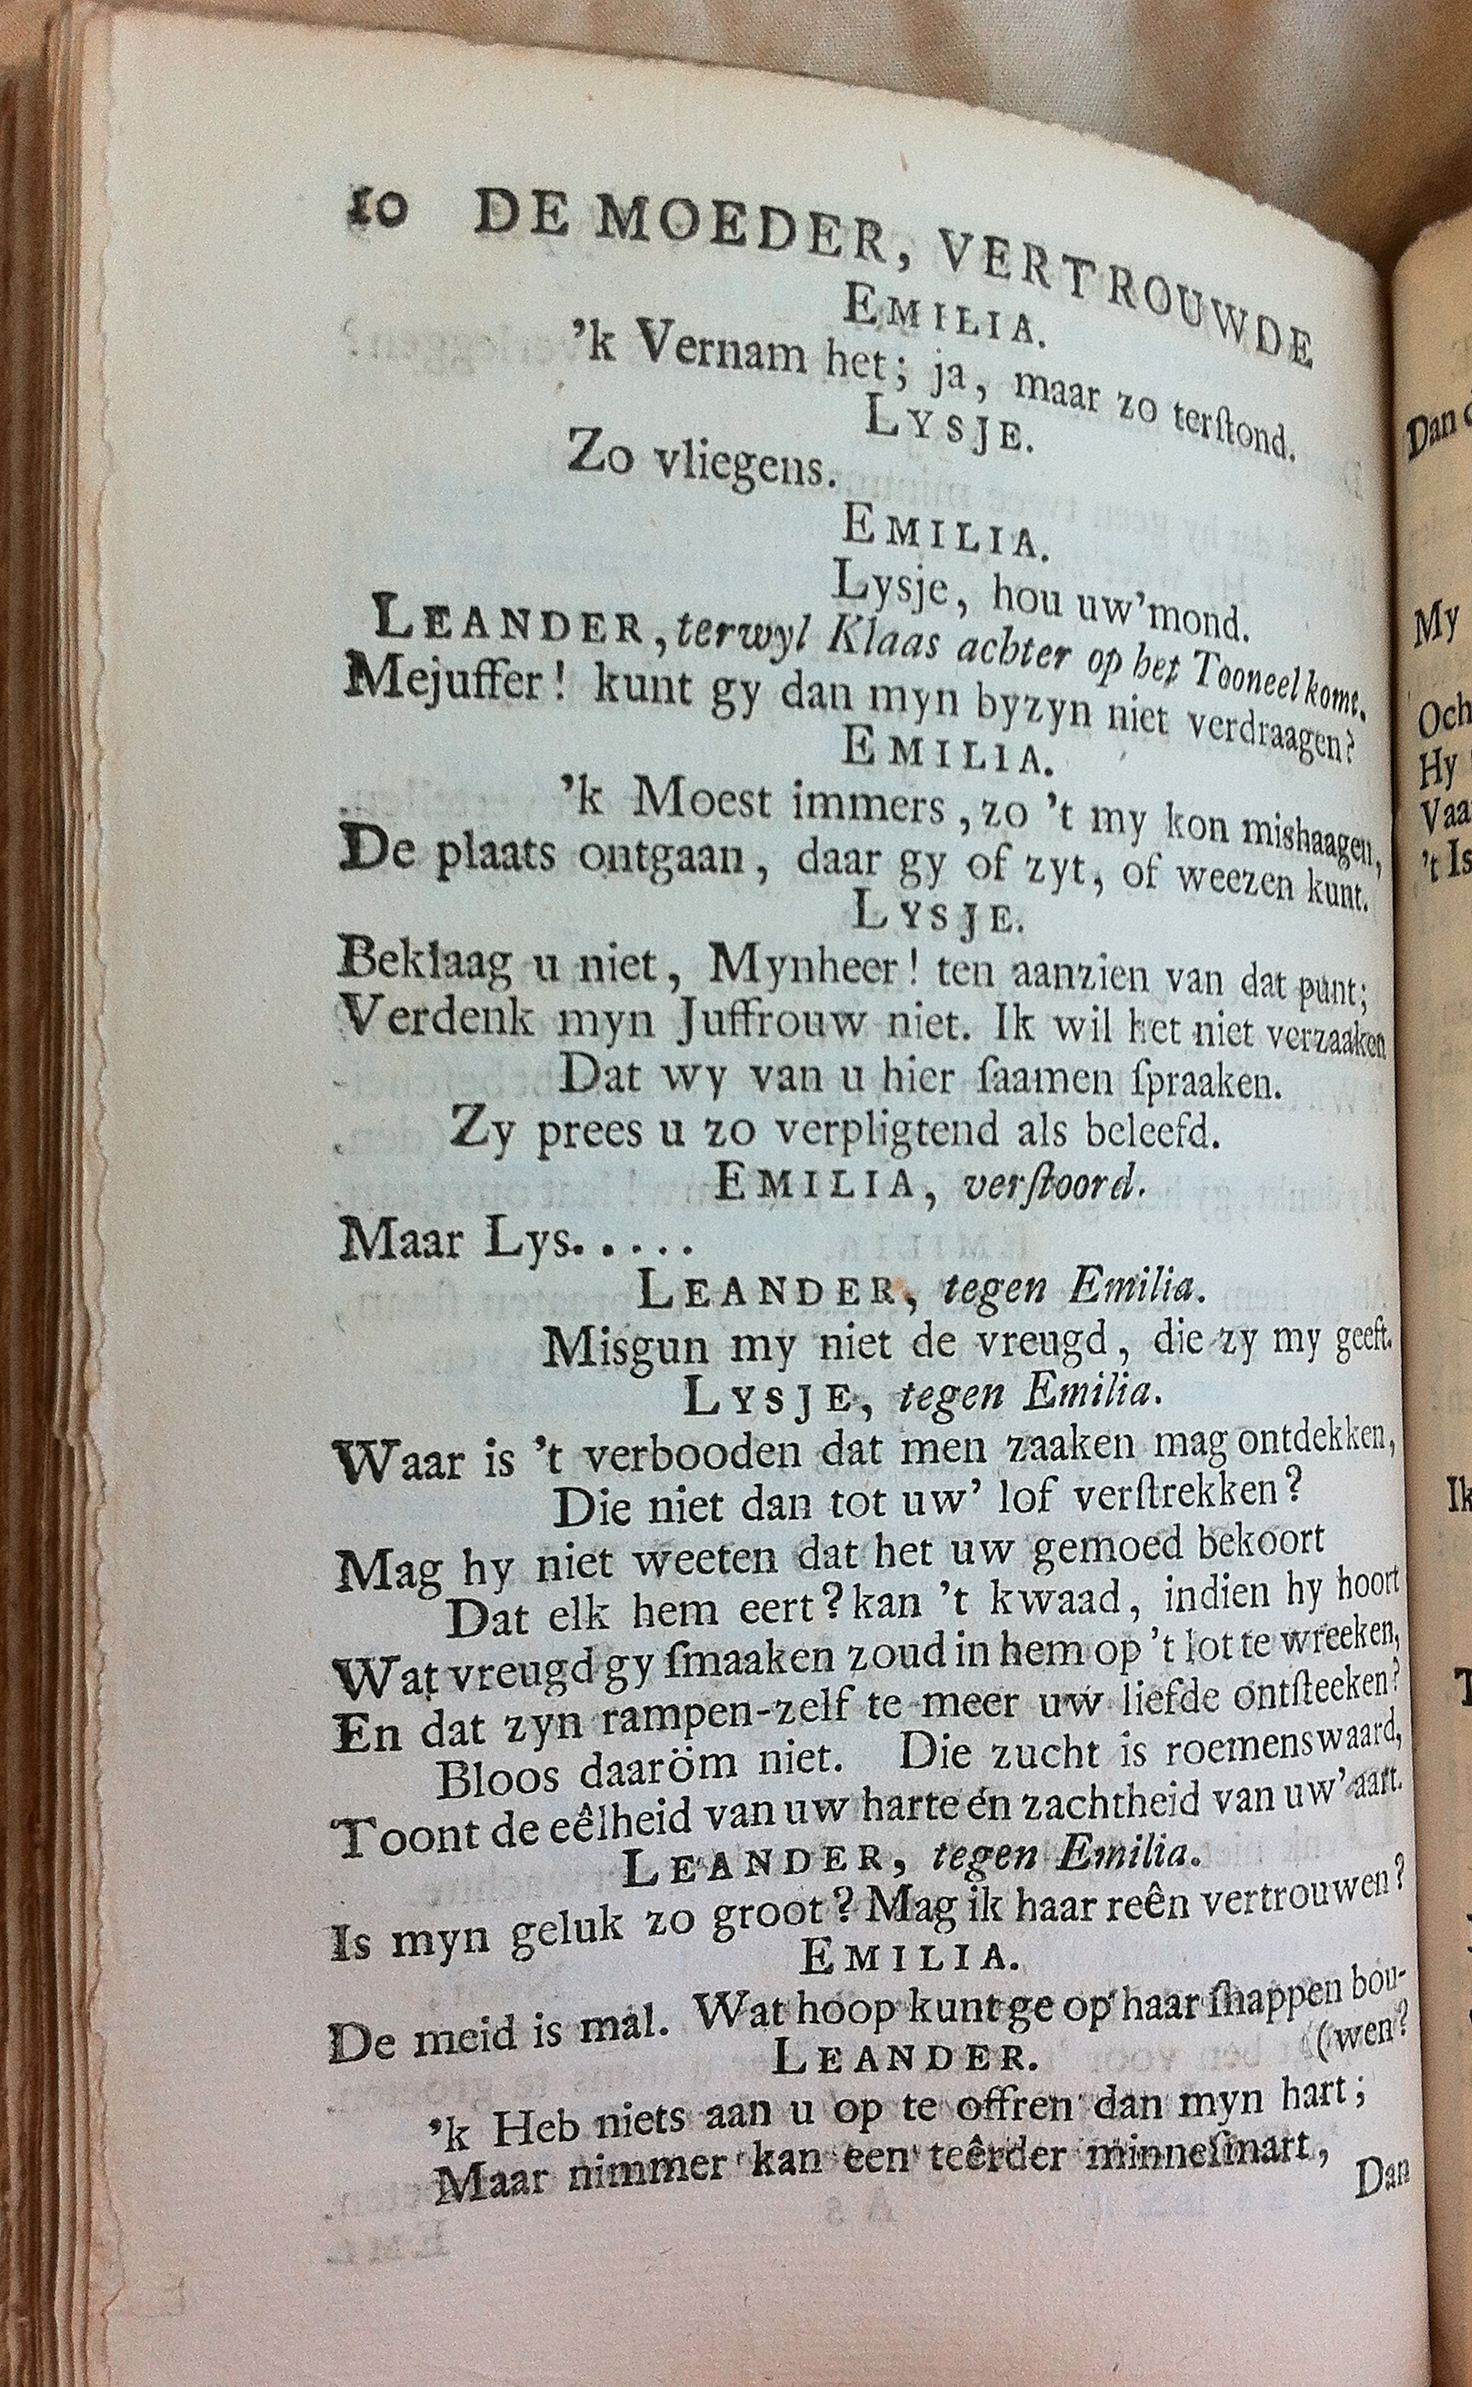 10 DE MOEDER, VERTROUWDE
EMILIA.
'k Vernam het; ja, maar zo terſtond.
LYSJE.
Zo vliegens.
EMILIA.
Lysje, hou uw'mond.
LEANDER, terwyl Klaas achter op het Tooneel komt.
Mejuffer! kunt gy dan myn byzyn niet verdraagen?
EMILIA.
'k Moest immers, zo 't my kon mishaagen,
De plaats ontgaan, daar gy of zyt, of weezen kunt.
LYSJE.
Beklaag u niet, Mynheer! ten aanzien van dat punt;
Verdenk myn Juffrouw niet. Ik wil het niet verzaaken
Dat wy van u hier ſaamen ſpraaken.
Zy prees u zo verpligtend als beleefd.
EMILIA, verſtoord.
Maar Lys.....
LEANDER, tegen Emilia.
Misgun my niet de vreugd, die zy my geeft.
LYSJE, tegen Emilia.
Waar is 't verbooden dat men zaaken mag ontdekken,
Die niet dan tot uw' lof verſtrekken?
Mag hy niet weeten dat het uw gemoed bekoort
Dat elk hem eert? kan 't kwaad, indien hy hoort
Wat vreugd gy ſmaaken zoud in hem op 't lot te wreeken,
En dat zyn rampen-zelf te meer uw liefde ontſteeken?
Bloos daaröm niet. Die zucht is roemenswaard,
Toont de eêlheid van uw harte én zachtheid van uw' aart.
LEANDER, tegen Emilia.
Is myn geluk zo groot? Mag ik haar reên vertrouwen?
EMILIA.
De meid is mal. Wat hoop kunt ge op haar ſnappen bou-
(wen?
LEANDER.
'k Heb niets aan u op te offren dan myn hart;
Maar nimmer kan een teêrder minneſmart,
Dan
Dan
My
Och
Hy
Vaa
't Is
Ik